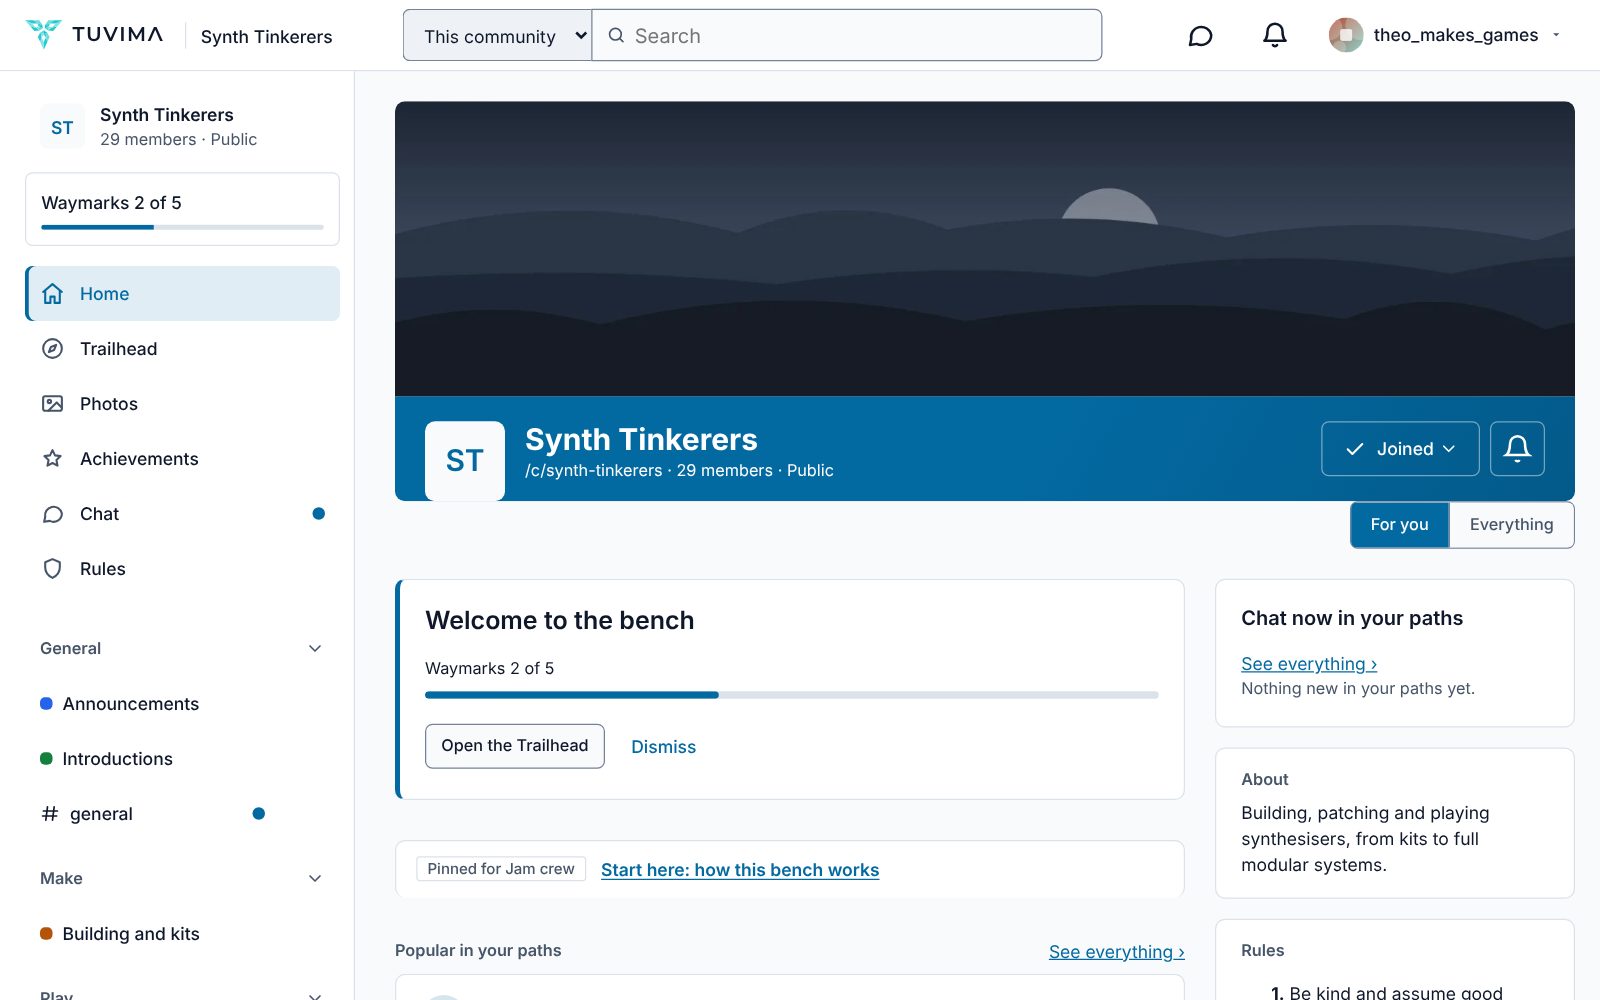 TUVIMA
Synth Tinkerers
This community
Search
theo_makes_games
ST
Synth Tinkerers
29 members · Public
Waymarks 2 of 5
Home
Trailhead
Photos
Achievements
Chat
Rules
General
Announcements
Introductions
# general
Make
Building and kits
Play
ST
Synth Tinkerers
/c/synth-tinkerers · 29 members · Public
Joined
For you
Everything
Welcome to the bench
Waymarks 2 of 5
Open the Trailhead
Dismiss
Pinned for Jam crew
Start here: how this bench works
Popular in your paths
See everything ›
Chat now in your paths
See everything ›
Nothing new in your paths yet.
About
Building, patching and playing
synthesisers, from kits to full
modular systems.
Rules
1. Be kind and assume good